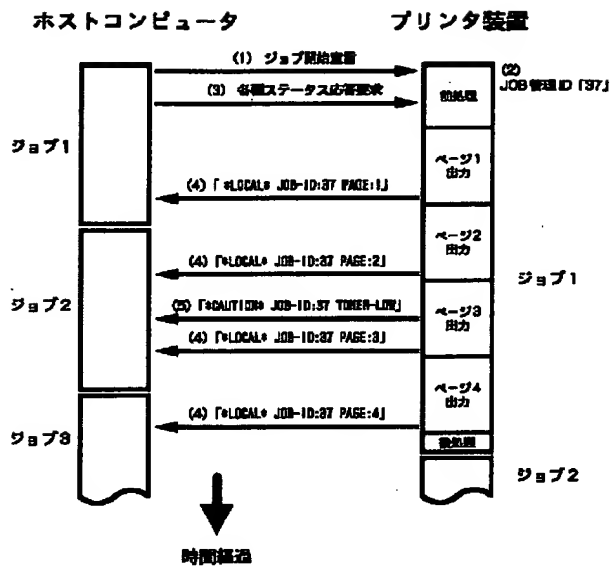 ホストコンピュータ
プリンタ装置
(1) ジョブ開始宣言
(2)
JOB管理ID「37」
(3) 各種ステータス応答要求
前処理
ジョブ1
ページ1
出力
(4)「*LOCAL* JOB-ID:37 PAGE:1」
ページ2
出力
(4)「*LOCAL* JOB-ID:37 PAGE:2」
ジョブ1
ジョブ2
(5)「*CAUTION* JOB-ID:37 TONER-LOW」
ページ3
出力
(4)「*LOCAL* JOB-ID:37 PAGE:3」
ページ4
出力
(4)「*LOCAL* JOB-ID:37 PAGE:4」
ジョブ3
後処理
ジョブ2
時間経過